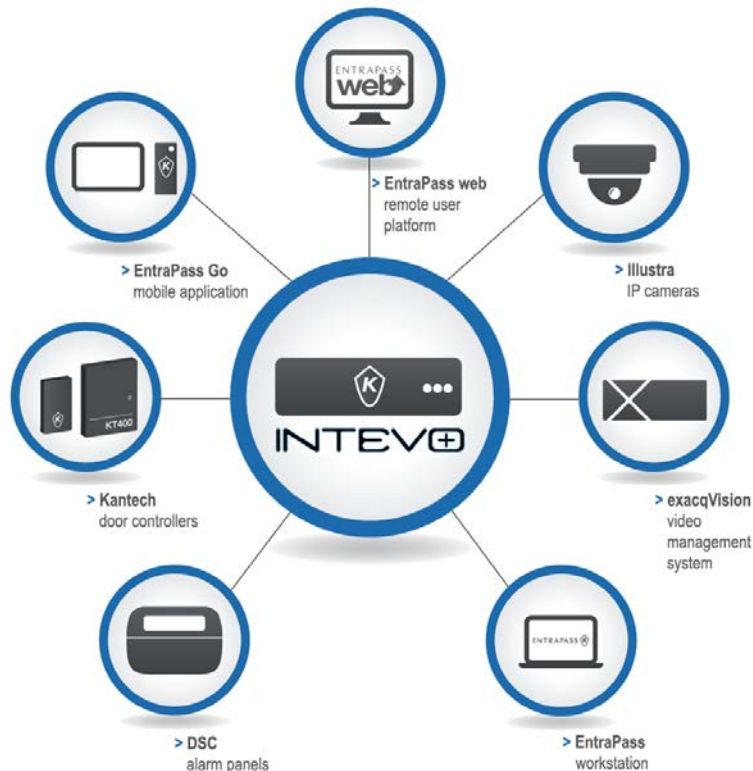 ENTRAPASS
web
> EntraPass web
remote user
platform
> EntraPass Go
mobile application
> Illustra
IP cameras
K
K
INTEVO+
K
KT400
> Kantech
door controllers
> exacqVision
video
management
system
ENTRAPASS K
> DSC
alarm panels
> EntraPass
workstation